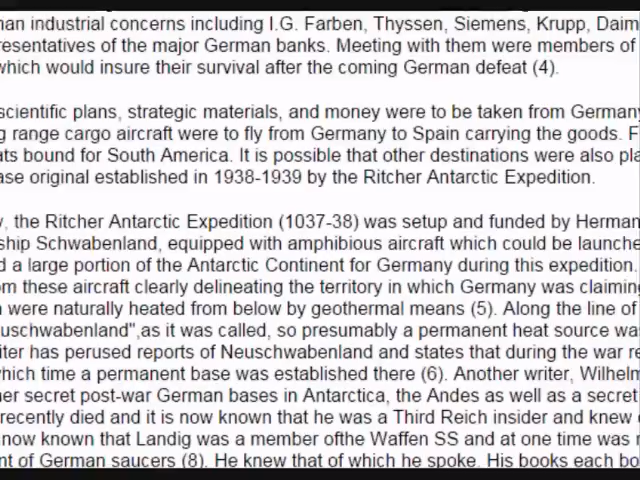 man industrial concerns including I.G. Farben, Thyssen, Siemens, Krupp, Daim
resentatives of the major German banks. Meeting with them were members of
which would insure their survival after the coming German defeat (4).
scientific plans, strategic materials, and money were to be taken from Germany
g range cargo aircraft were to fly from Germany to Spain carrying the goods. F
ats bound for South America. It is possible that other destinations were also pla
ase original established in 1938-1939 by the Ritcher Antarctic Expedition.
, the Ritcher Antarctic Expedition (1037-38) was setup and funded by Herman
ship Schwabenland, equipped with amphibious aircraft which could be launche
d a large portion of the Antarctic Continent for Germany during this expedition.
om these aircraft clearly delineating the territory in which Germany was claiming
n were naturally heated from below by geothermal means (5). Along the line of
uschwabenland",as it was called, so presumably a permanent heat source wa
iter has perused reports of Neuschwabenland and states that during the war re
which time a permanent base was established there (6). Another writer, Wilhelm
her secret post-war German bases in Antarctica, the Andes as well as a secret
recently died and it is now known that he was a Third Reich insider and knew
now known that Landig was a member ofthe Waffen SS and at one time was
nt of German saucers (8). He knew that of which he spoke. His books each bo